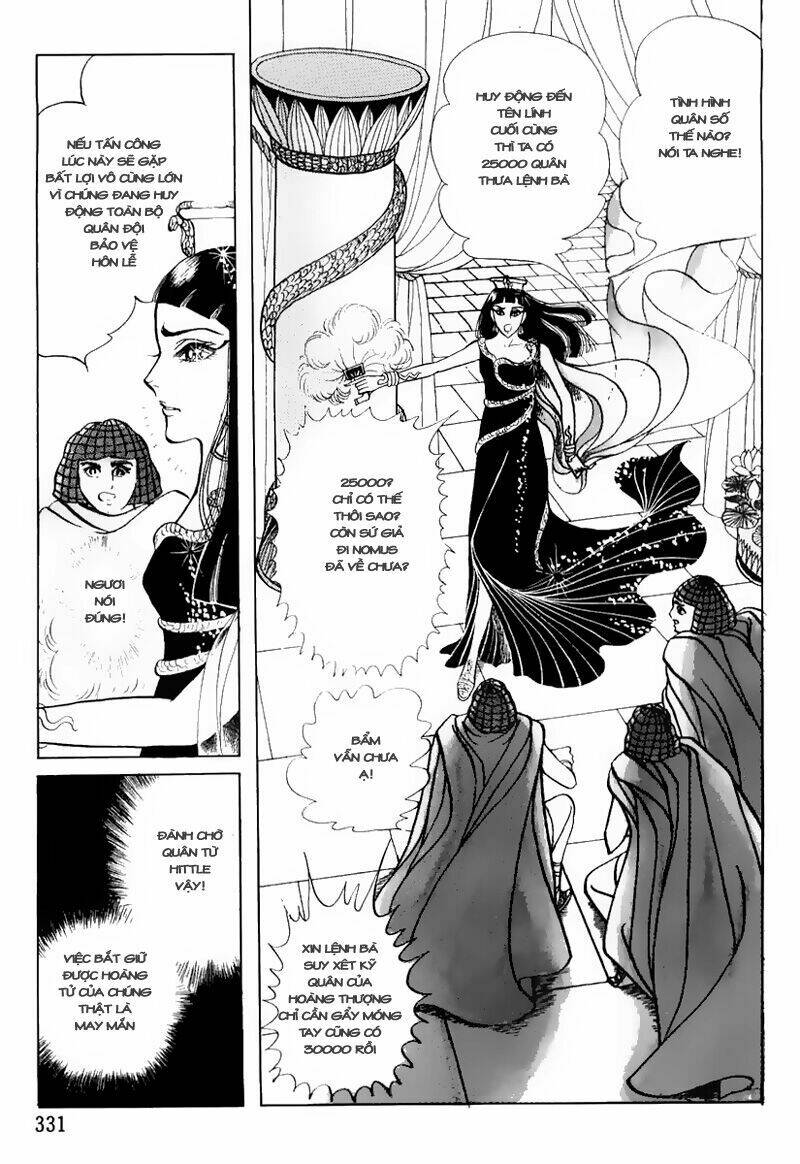 TÌNH HÌNH
QUÂN SỐ
THẾ NÀO?
NÓI TA NGHE!
HUY ĐỘNG ĐẾN
TÊN LÍNH
CUỐI CÙNG
THÌ TA CÓ
25000 QUÂN
THƯA LỆNH BÀ
25000?
CHỈ CÓ THẾ
THÔI SAO?
CÒN SỨ GIẢ
ĐI NOMUS
ĐÃ VỀ CHƯA?
BẨM
VẪN CHƯA
Ạ!
XIN LỆNH BÀ
SUY XÉT KỸ
QUÂN CỦA
HOÀNG THƯỢNG
CHỈ CẦN GẨY MÓNG
TAY CŨNG CÓ
30000 RỒI
NẾU TẤN CÔNG
LÚC NÀY SẼ GẶP
BẤT LỢI VÔ CÙNG LỚN
VÌ CHÚNG ĐANG HUY
ĐỘNG TOÀN BỘ
QUÂN ĐỘI
BẢO VỆ
HÔN LỄ
NGƯƠI
NÓI
ĐÚNG!
ĐÀNH CHỜ
QUÂN TỪ
HITTLE
VẬY!
VIỆC BẮT GIỮ
ĐƯỢC HOÀNG
TỬ CỦA CHÚNG
THẬT LÀ
MAY MẮN
331